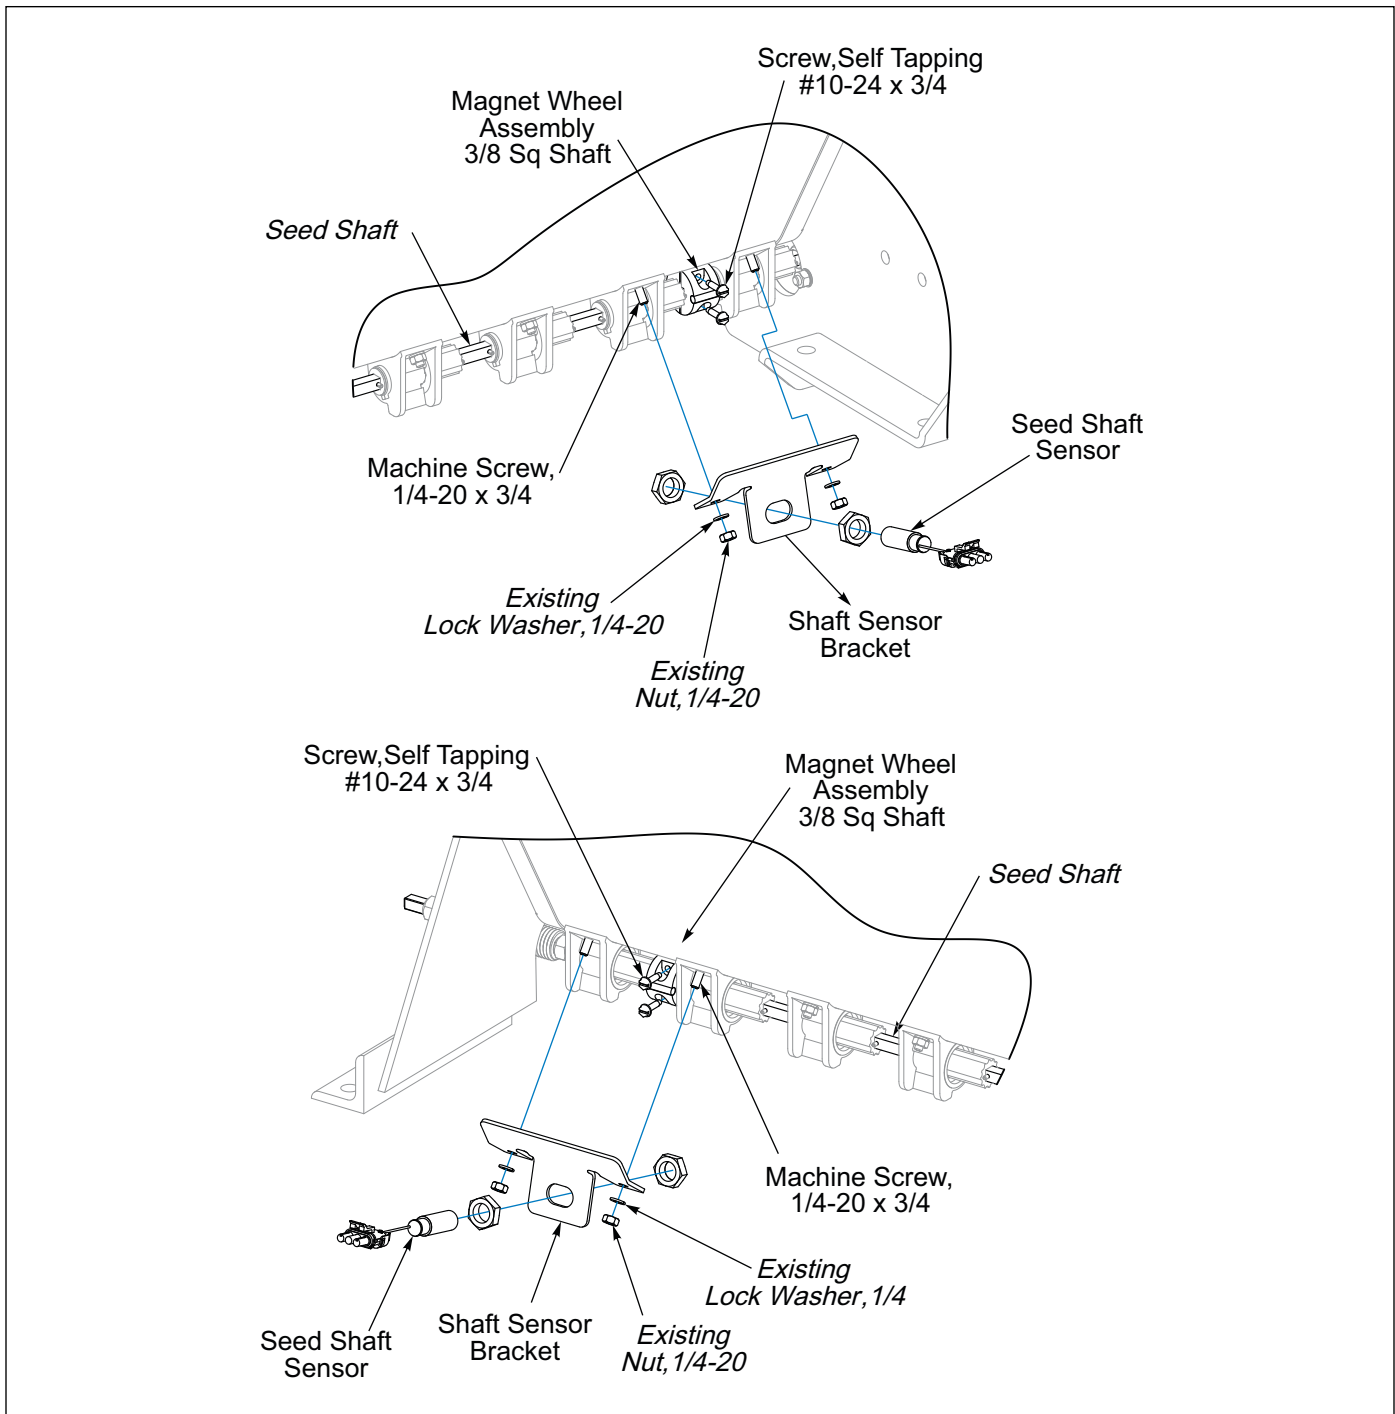 Screw,Self Tapping
#10-24 x 3/4
Magnet Wheel
Assembly
3/8 Sq Shaft
Seed Shaft
Seed Shaft
Sensor
Machine Screw,
1/4-20 x 3/4
Existing
Lock Washer,1/4-20
Shaft Sensor
Bracket
Existing
Nut,1/4-20
Screw,Self Tapping
#10-24 x 3/4
Magnet Wheel
Assembly
3/8 Sq Shaft
Seed Shaft
Machine Screw,
1/4-20 x 3/4
Existing
Lock Washer,1/4
Shaft Sensor
Bracket
Existing
Nut,1/4-20
Seed Shaft
Sensor